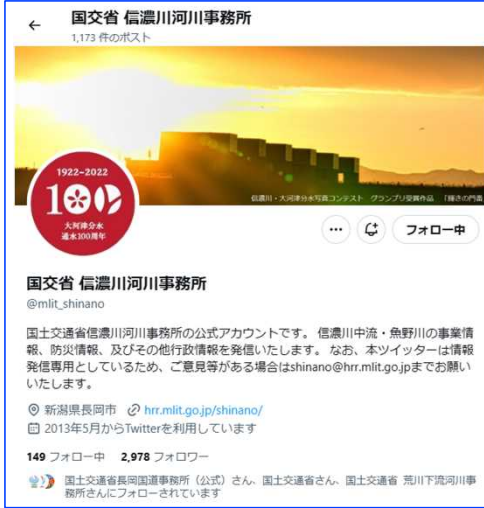 国交省 信濃川河川事務所
1,173 件のポスト
信濃川・大河津分水写真コンテスト グランプリ受賞作品 「輝きの門番
1922-2022
100
大河津分水
通水100周年
フォロー中
国交省 信濃川河川事務所
@mlit_shinano
国土交通省信濃川河川事務所の公式アカウントです。 信濃川中流・魚野川の事業情
報、防災情報、及びその他行政情報を発信いたします。 なお、本ツイッターは情報
発信専用としているため、ご意見等がある場合はshinano@hrr.mlit.go.jpまでお願い
いたします。
新潟県長岡市 hrr.mlit.go.jp/shinano/
2013年5月からTwitterを利用しています
149 フォロー中 2,978 フォロワー
国土交通省長岡国道事務所（公式）さん、国土交通省さん、国土交通省 荒川下流河川事
務所さんにフォローされています